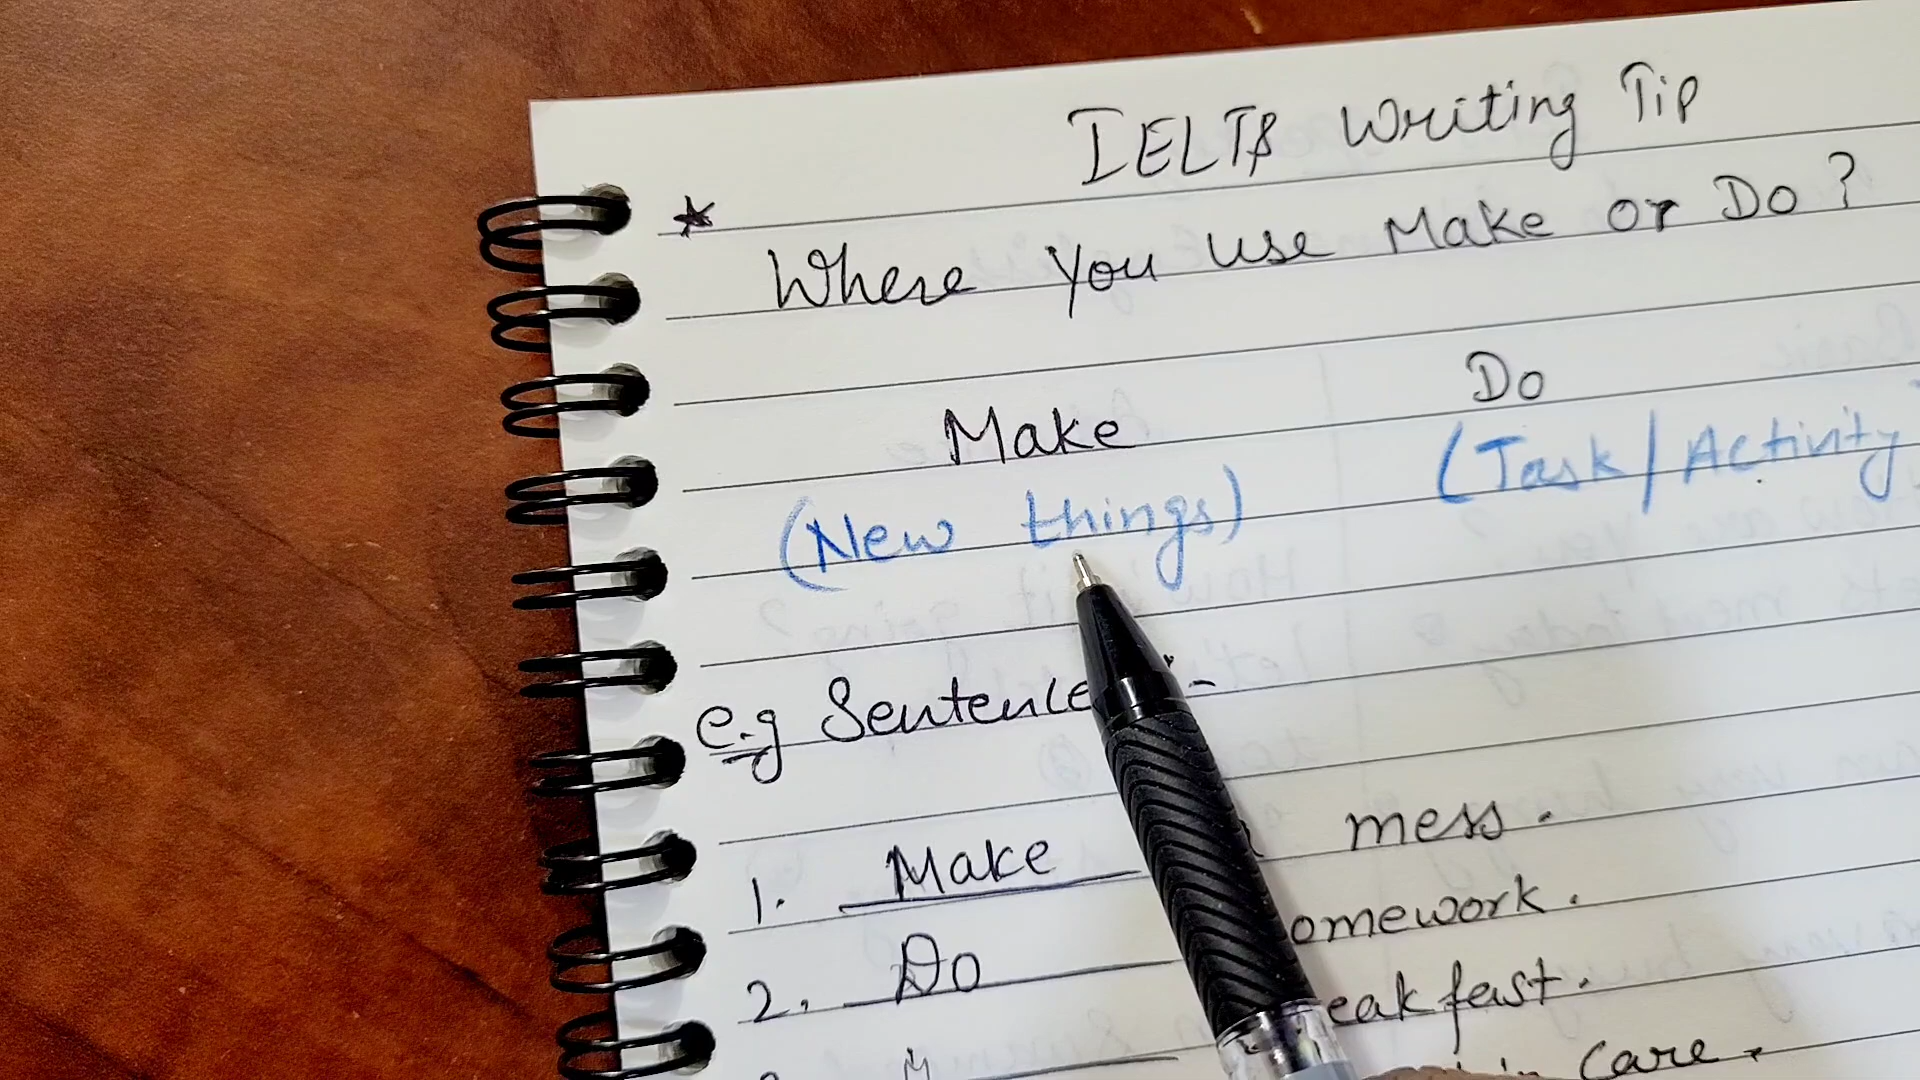 IELTS Writing Tip
Where You Use Make or Do ?
Make Do
(New things) (Task/Activity
e.g Sentence :-
1. Make mess.
2. Do omework.
eakfast.
care.